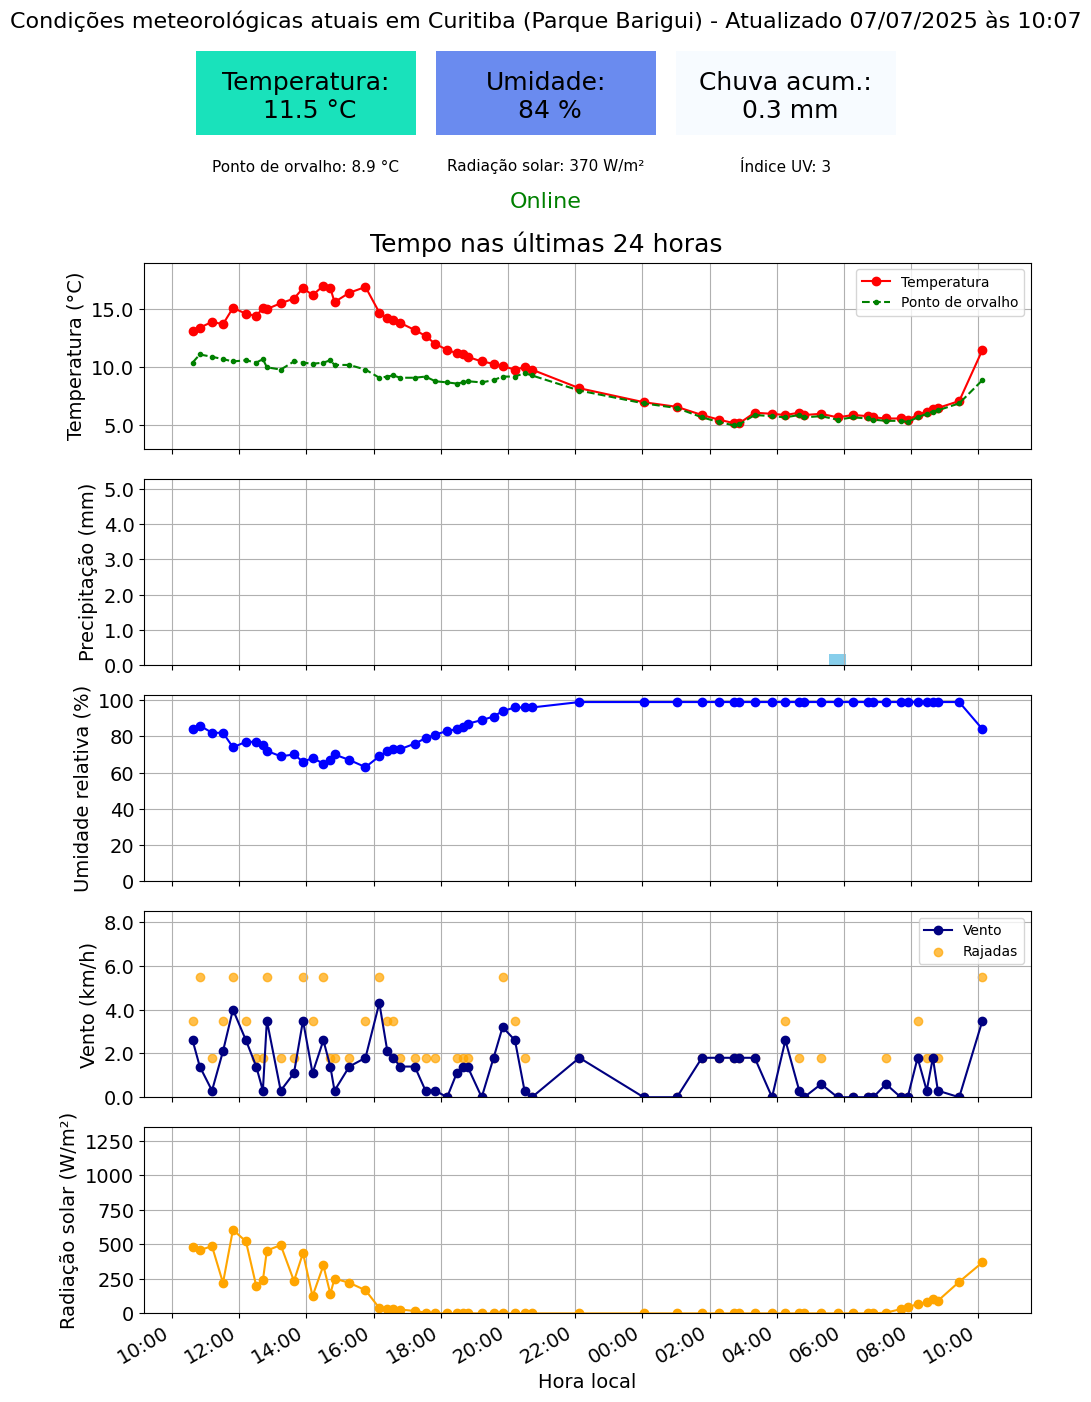 Condições meteorológicas atuais em Curitiba (Parque Barigui) - Atualizado 07/07/2025 às 10:07
Temperatura:
11.5 °C
Umidade:
84 %
Chuva acum.:
0.3 mm
Ponto de orvalho: 8.9 °C
Radiação solar: 370 W/m²
Índice UV: 3
Online
Tempo nas últimas 24 horas
Temperatura (°C)
15.0
10.0
5.0
Temperatura
Ponto de orvalho
Precipitação (mm)
5.0
4.0
3.0
2.0
1.0
0.0
Umidade relativa (%)
100
80
60
40
20
0
Vento (km/h)
8.0
6.0
4.0
2.0
0.0
Vento
Rajadas
Radiação solar (W/m²)
1250
1000
750
500
250
0
10:00
12:00
14:00
16:00
18:00
20:00
22:00
00:00
02:00
04:00
06:00
08:00
10:00
Hora local